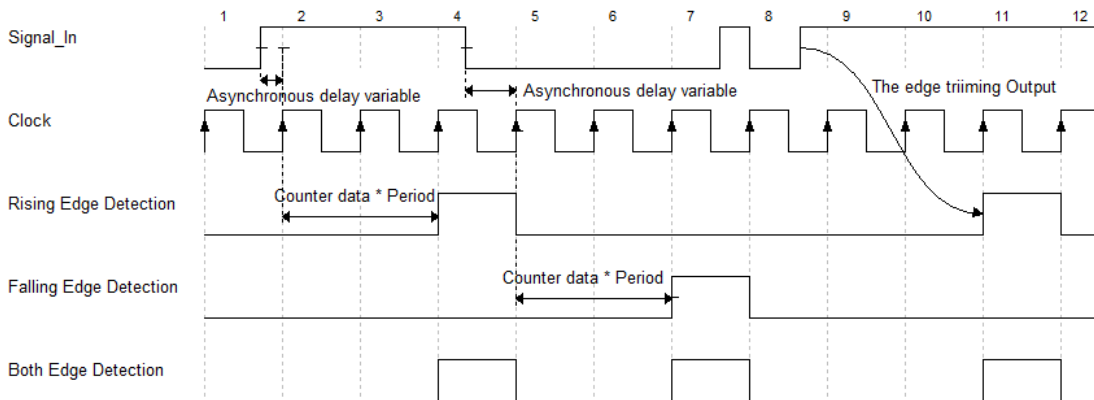 1 2 3 4 5 6 7 8 9 10 11 12
Signal_In
Asynchronous delay variable
Asynchronous delay variable
The edge triiming Output
Clock
Counter data * Period
Rising Edge Detection
Counter data * Period
Falling Edge Detection
Both Edge Detection